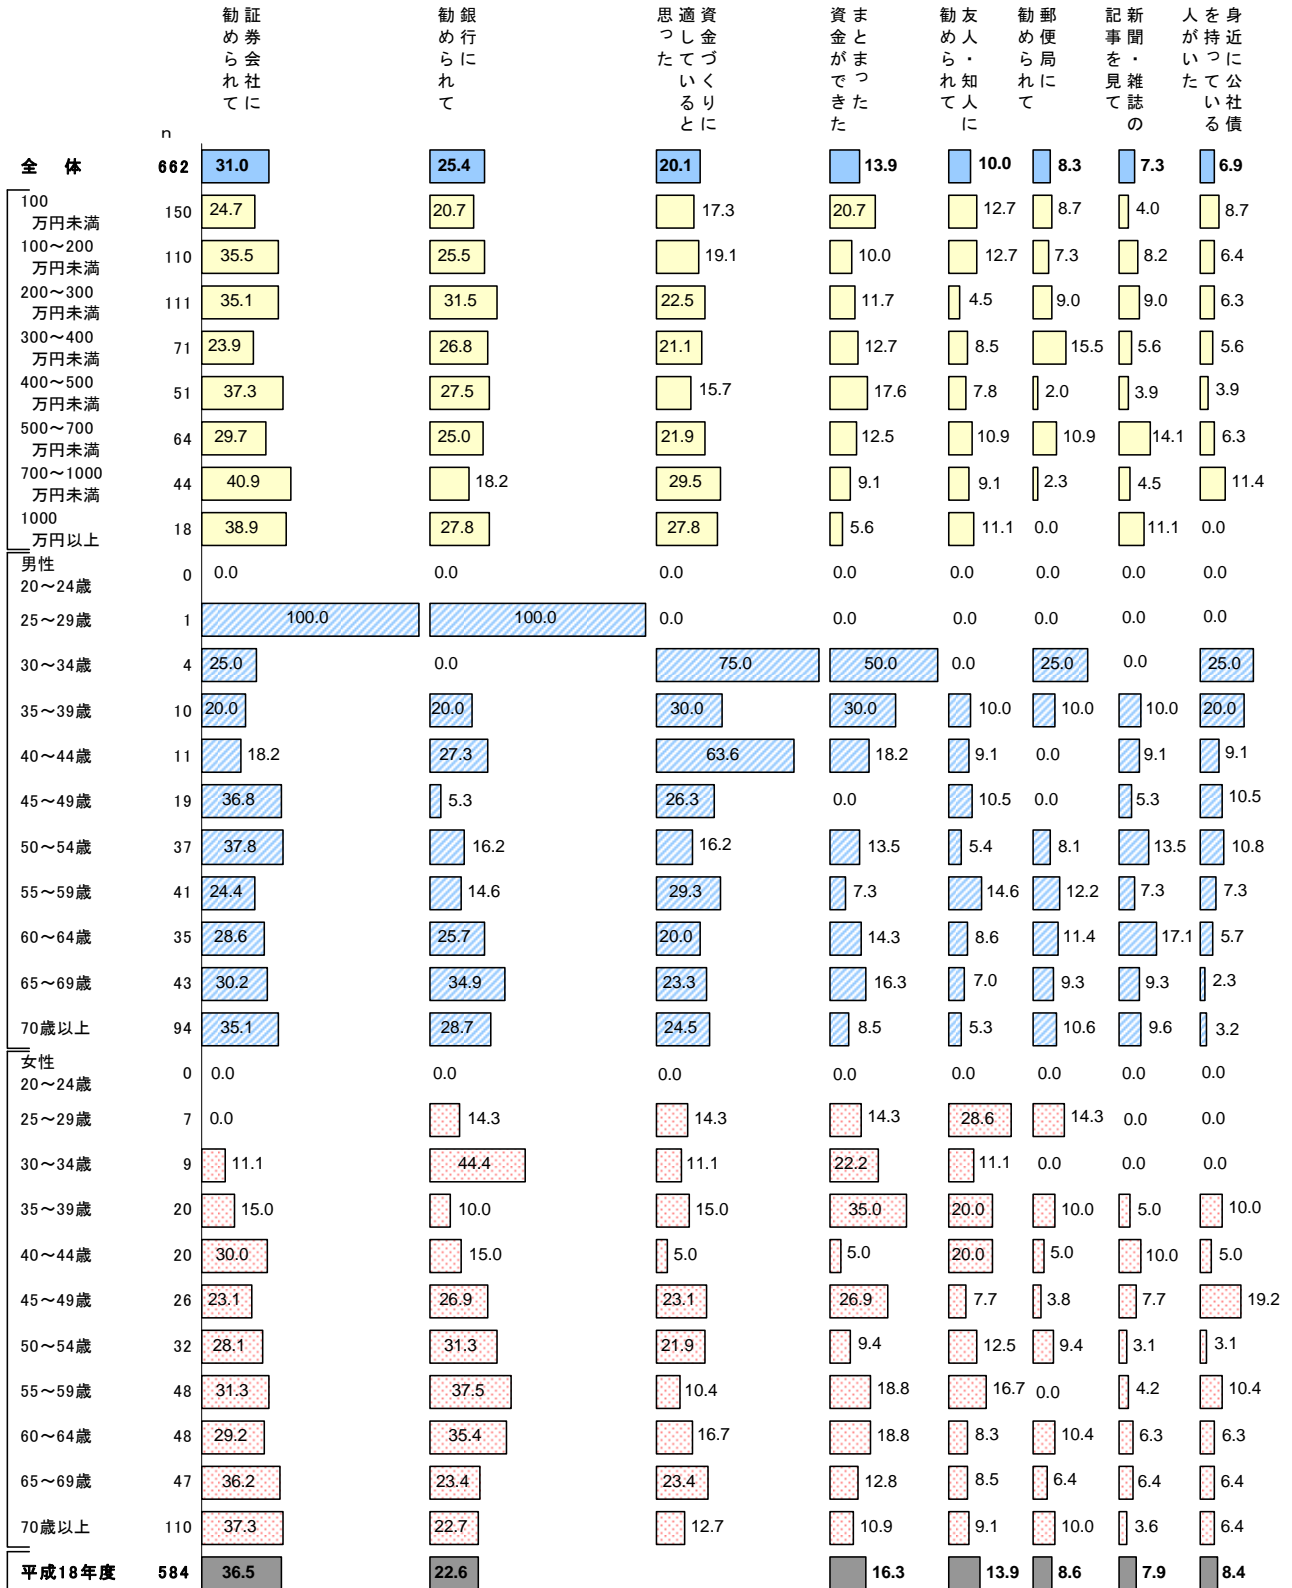 証券会社に
勧められて
銀行に
勧められて
資金づくりに
適していると
思った
まとまった
資金ができた
友人・知人に
勧められて
郵便局に
勧められて
新聞・雑誌の
記事を見て
身近に公社債
を持っている
人がいた
n
全 体 662 31.0 25.4 20.1 13.9 10.0 8.3 7.3 6.9
100
万円未満 150 24.7 20.7 17.3 20.7 12.7 8.7 4.0 8.7
100～200
万円未満 110 35.5 25.5 19.1 10.0 12.7 7.3 8.2 6.4
200～300
万円未満 111 35.1 31.5 22.5 11.7 4.5 9.0 9.0 6.3
300～400
万円未満 71 23.9 26.8 21.1 12.7 8.5 15.5 5.6 5.6
400～500
万円未満 51 37.3 27.5 15.7 17.6 7.8 2.0 3.9 3.9
500～700
万円未満 64 29.7 25.0 21.9 12.5 10.9 10.9 14.1 6.3
700～1000
万円未満 44 40.9 18.2 29.5 9.1 9.1 2.3 4.5 11.4
1000
万円以上 18 38.9 27.8 27.8 5.6 11.1 0.0 11.1 0.0
男性
20～24歳 0 0.0 0.0 0.0 0.0 0.0 0.0 0.0 0.0
25～29歳 1 100.0 100.0 0.0 0.0 0.0 0.0 0.0 0.0
30～34歳 4 25.0 0.0 75.0 50.0 0.0 25.0 0.0 25.0
35～39歳 10 20.0 20.0 30.0 30.0 10.0 10.0 10.0 20.0
40～44歳 11 18.2 27.3 63.6 18.2 9.1 0.0 9.1 9.1
45～49歳 19 36.8 5.3 26.3 0.0 10.5 0.0 5.3 10.5
50～54歳 37 37.8 16.2 16.2 13.5 5.4 8.1 13.5 10.8
55～59歳 41 24.4 14.6 29.3 7.3 14.6 12.2 7.3 7.3
60～64歳 35 28.6 25.7 20.0 14.3 8.6 11.4 17.1 5.7
65～69歳 43 30.2 34.9 23.3 16.3 7.0 9.3 9.3 2.3
70歳以上 94 35.1 28.7 24.5 8.5 5.3 10.6 9.6 3.2
女性
20～24歳 0 0.0 0.0 0.0 0.0 0.0 0.0 0.0 0.0
25～29歳 7 0.0 14.3 14.3 14.3 28.6 14.3 0.0 0.0
30～34歳 9 11.1 44.4 11.1 22.2 11.1 0.0 0.0 0.0
35～39歳 20 15.0 10.0 15.0 35.0 20.0 10.0 5.0 10.0
40～44歳 20 30.0 15.0 5.0 5.0 20.0 5.0 10.0 5.0
45～49歳 26 23.1 26.9 23.1 26.9 7.7 3.8 7.7 19.2
50～54歳 32 28.1 31.3 21.9 9.4 12.5 9.4 3.1 3.1
55～59歳 48 31.3 37.5 10.4 18.8 16.7 0.0 4.2 10.4
60～64歳 48 29.2 35.4 16.7 18.8 8.3 10.4 6.3 6.3
65～69歳 47 36.2 23.4 23.4 12.8 8.5 6.4 6.4 6.4
70歳以上 110 37.3 22.7 12.7 10.9 9.1 10.0 3.6 6.4
平成18年度 584 36.5 22.6 16.3 13.9 8.6 7.9 8.4